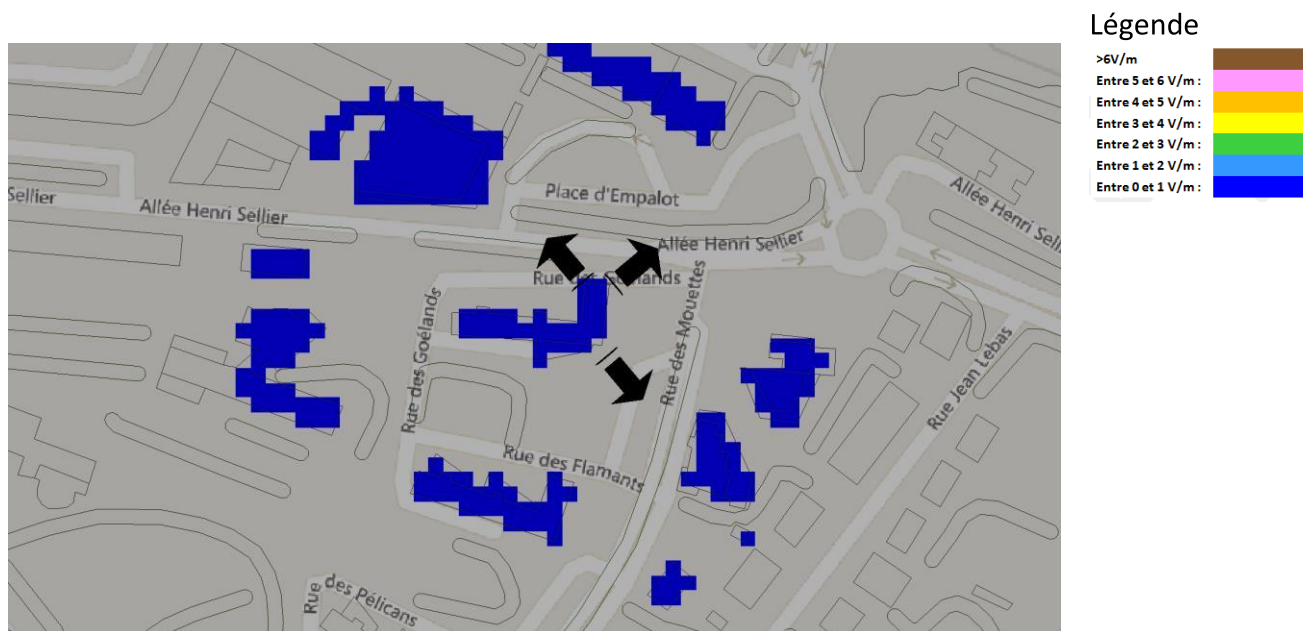 Légende
>6V/m
Entre 5 et 6 V/m :
Entre 4 et 5 V/m :
Entre 3 et 4 V/m :
Entre 2 et 3 V/m :
Entre 1 et 2 V/m :
Entre 0 et 1 V/m :
Sellier
Allée Henri Sellier
Place d'Empalot
Allée Henri Sellier
Allée Henri Selli
Rue des Goélands
Rue des Goélands
Rue des Mouettes
Rue Jean Lebas
Rue des Flamants
Rue des Pélicans